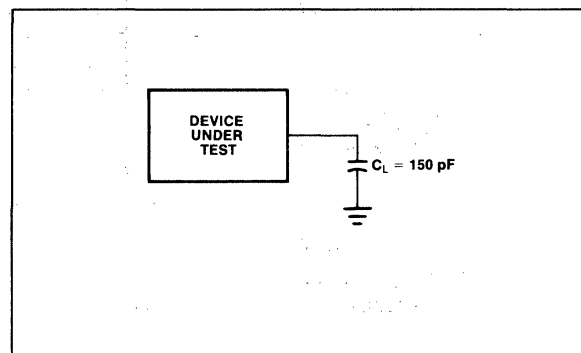 DEVICE
UNDER
TEST
C_L = 150 pF